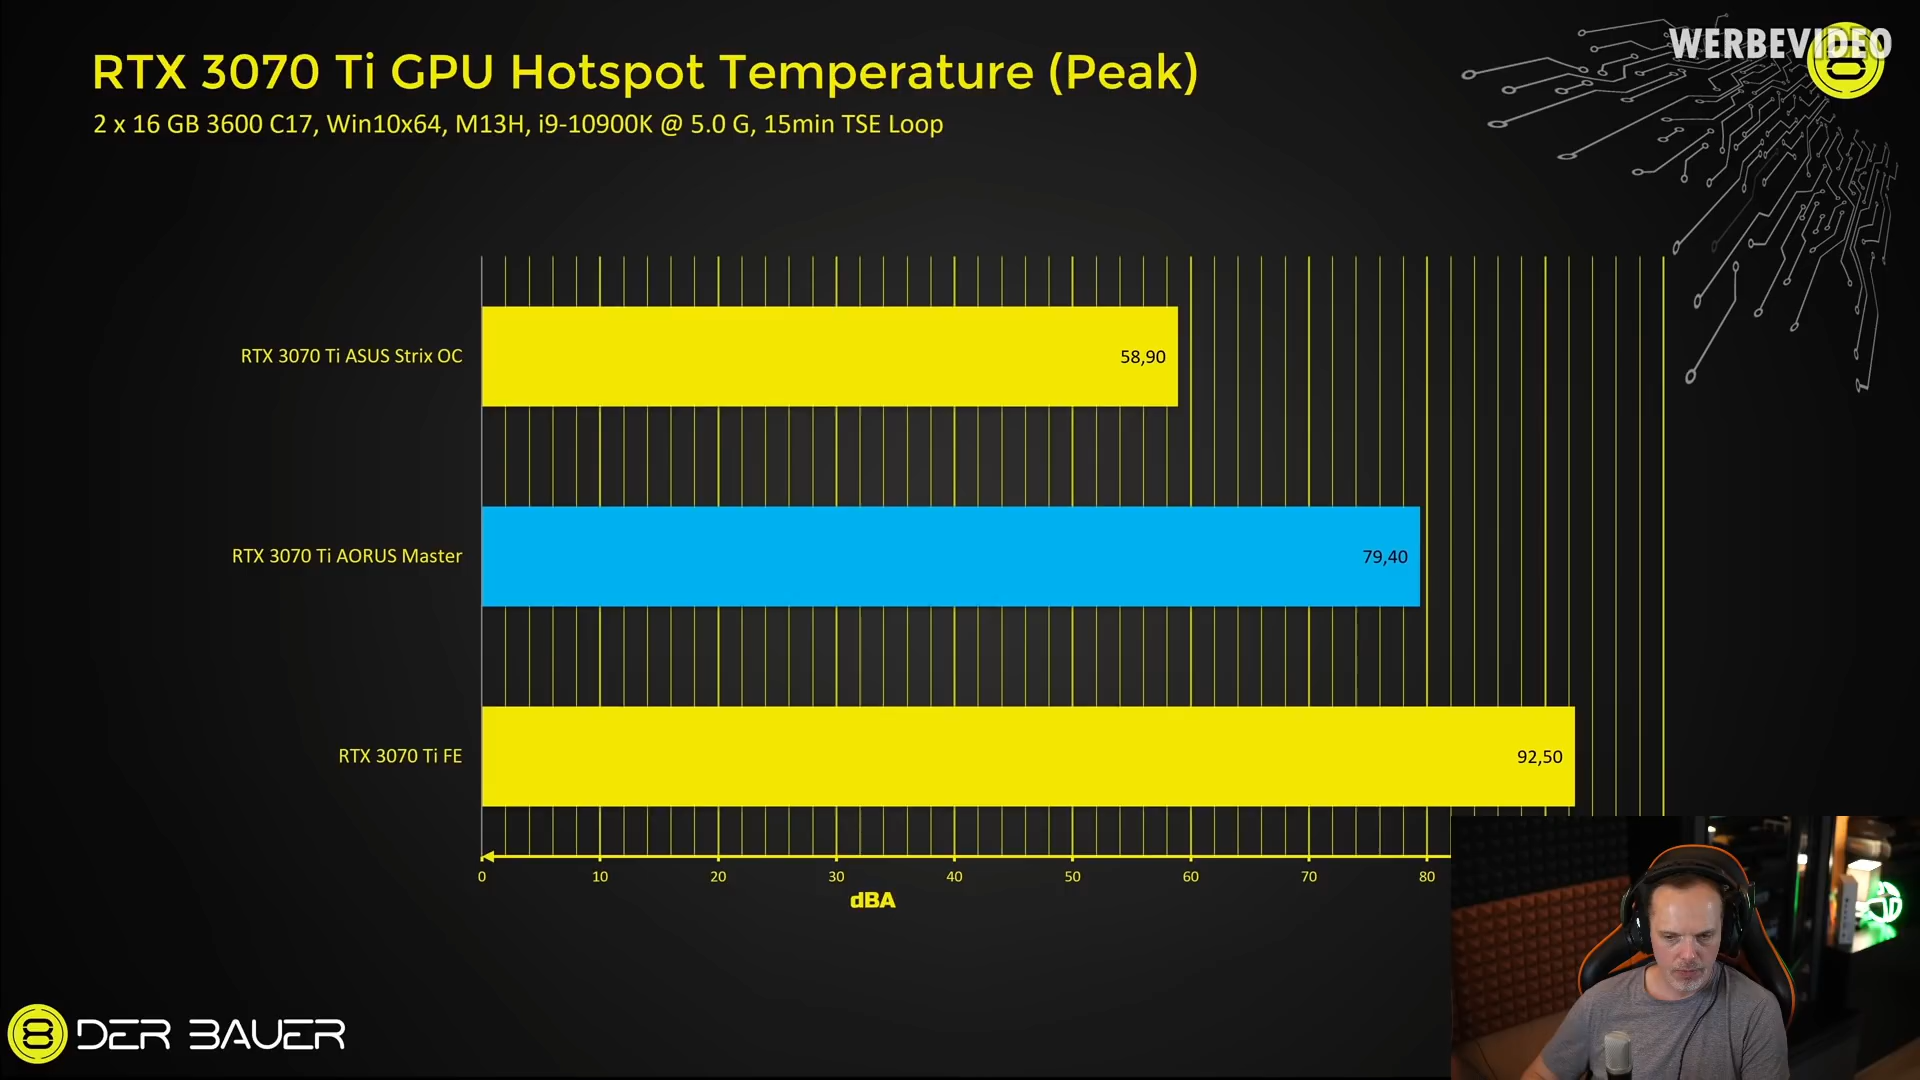 WERBEVIDEO
RTX 3070 Ti GPU Hotspot Temperature (Peak)
2 x 16 GB 3600 C17, Win10x64, M13H, i9-10900K @ 5.0 G, 15min TSE Loop
RTX 3070 Ti ASUS Strix OC
58,90
RTX 3070 Ti AORUS Master
79,40
RTX 3070 Ti FE
92,50
0 10 20 30 40 50 60 70 80
dBA
8 DER BAUER